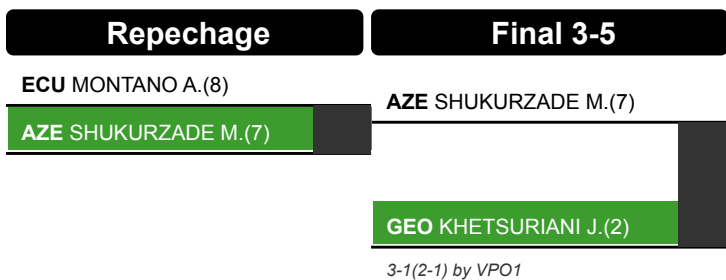 Repechage
ECU MONTANO A.(8)
AZE SHUKURZADE M.(7)
Final 3-5
AZE SHUKURZADE M.(7)
GEO KHETSURIANI J.(2)
3-1(2-1) by VPO1